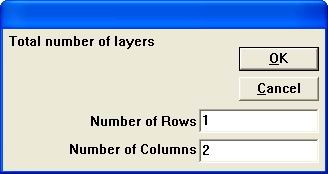 Total number of layers
OK
Cancel
Number of Rows 1
Number of Columns 2